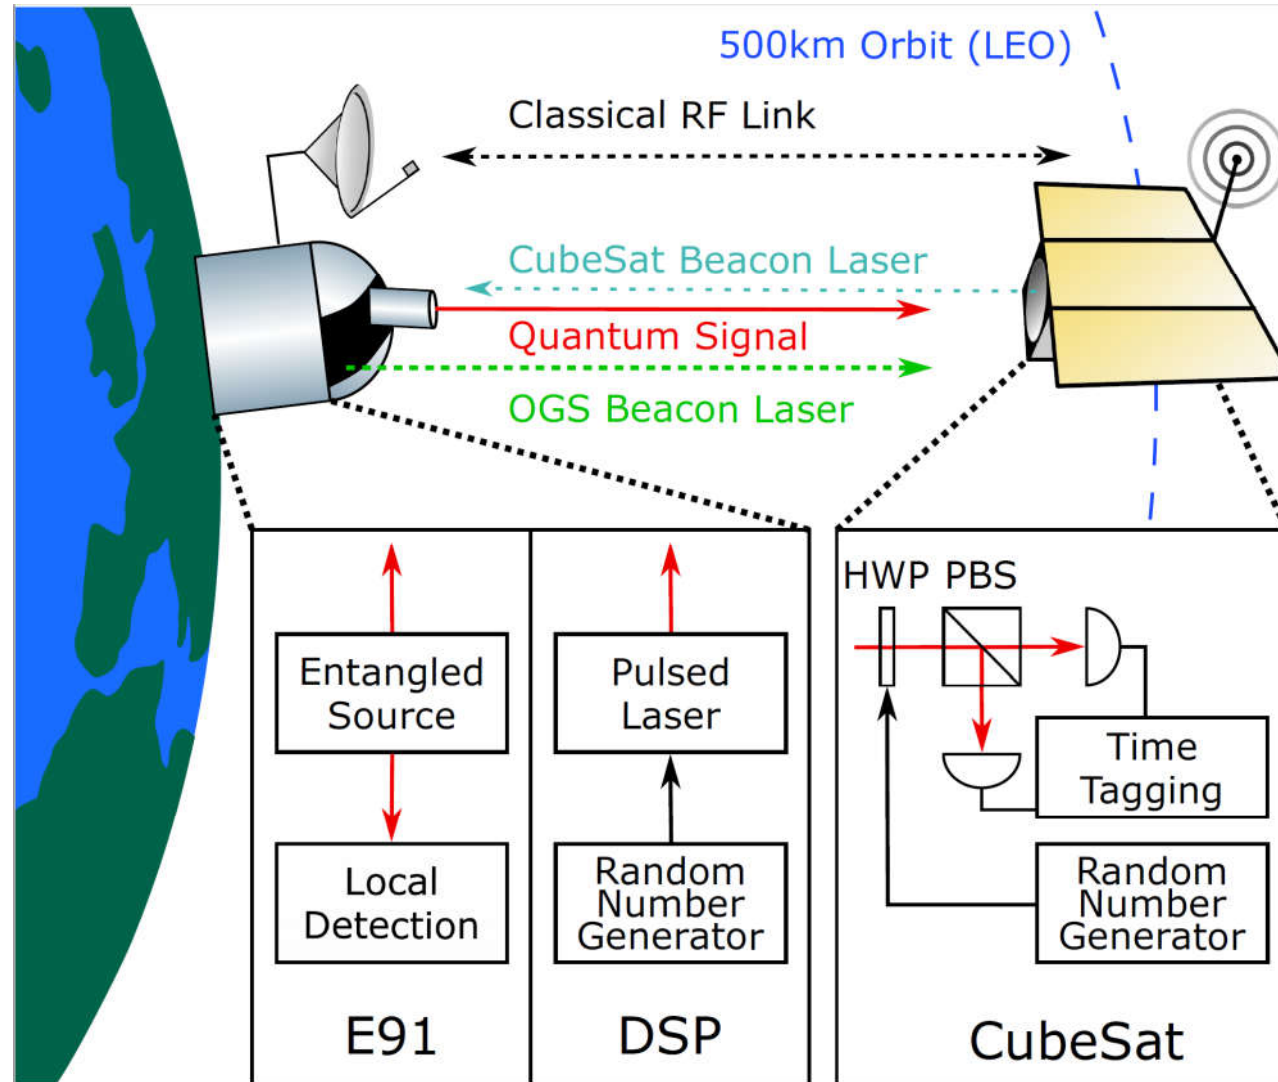 500km Orbit (LEO)
Classical RF Link
CubeSat Beacon Laser
Quantum Signal
OGS Beacon Laser
Entangled
Source
Local
Detection
E91
Pulsed
Laser
Random
Number
Generator
DSP
HWP PBS
Time
Tagging
Random
Number
Generator
CubeSat